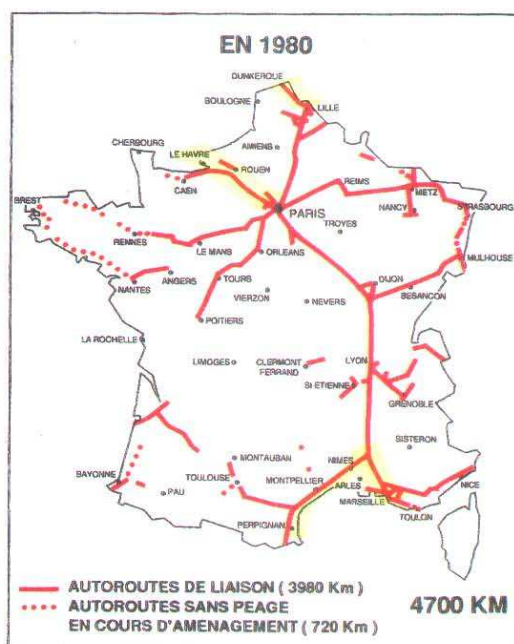 EN 1980
DUNKERQUE
BOULOGNE
LILLE
AMIENS
CHERBOURG
LE HAVRE
ROUEN
CAEN
REIMS
METZ
PARIS
NANCY
STRASBOURG
BREST
TROYES
RENNES
LE MANS
ORLEANS
MULHOUSE
ANGERS
TOURS
DIJON
NANTES
VIERZON
NEVERS
BESANCON
POITIERS
LA ROCHELLE
LIMOGES
CLERMONT
FERRAND
LYON
ST ETIENNE
GRENOBLE
SISTERON
MONTAUBAN
NIMES
BAYONNE
TOULOUSE
MONTPELLIER
ARLES
NICE
PAU
MARSEILLE
TOULON
PERPIGNAN
AUTOROUTES DE LIAISON ( 3980 Km )
AUTOROUTES SANS PEAGE
EN COURS D'AMENAGEMENT ( 720 Km )
4700 KM